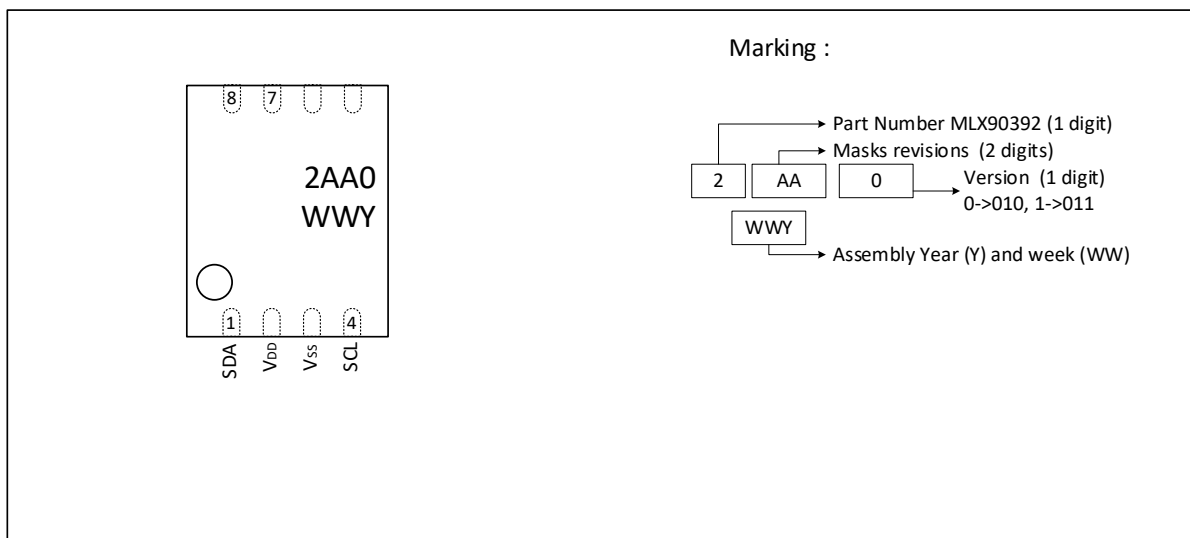 Marking :
8 7
2AA0
WWY
1 4
SDA VDD VSS SCL
Part Number MLX90392 (1 digit)
Masks revisions (2 digits)
2 AA 0
Version (1 digit)
0->010, 1->011
WWY
Assembly Year (Y) and week (WW)